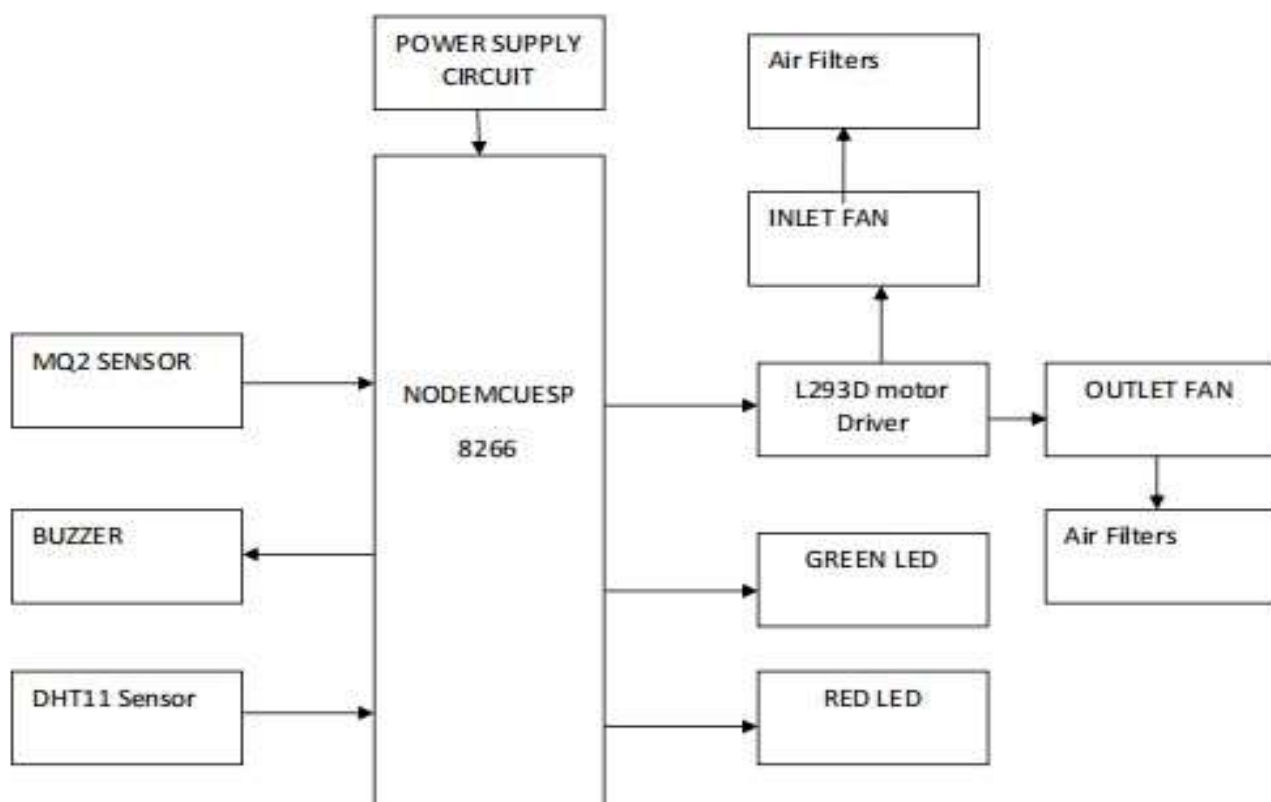 POWER SUPPLY
CIRCUIT
Air Filters
INLET FAN
MQ2 SENSOR
NODEMCUESP
8266
L293D motor
Driver
OUTLET FAN
BUZZER
GREEN LED
Air Filters
DHT11 Sensor
RED LED